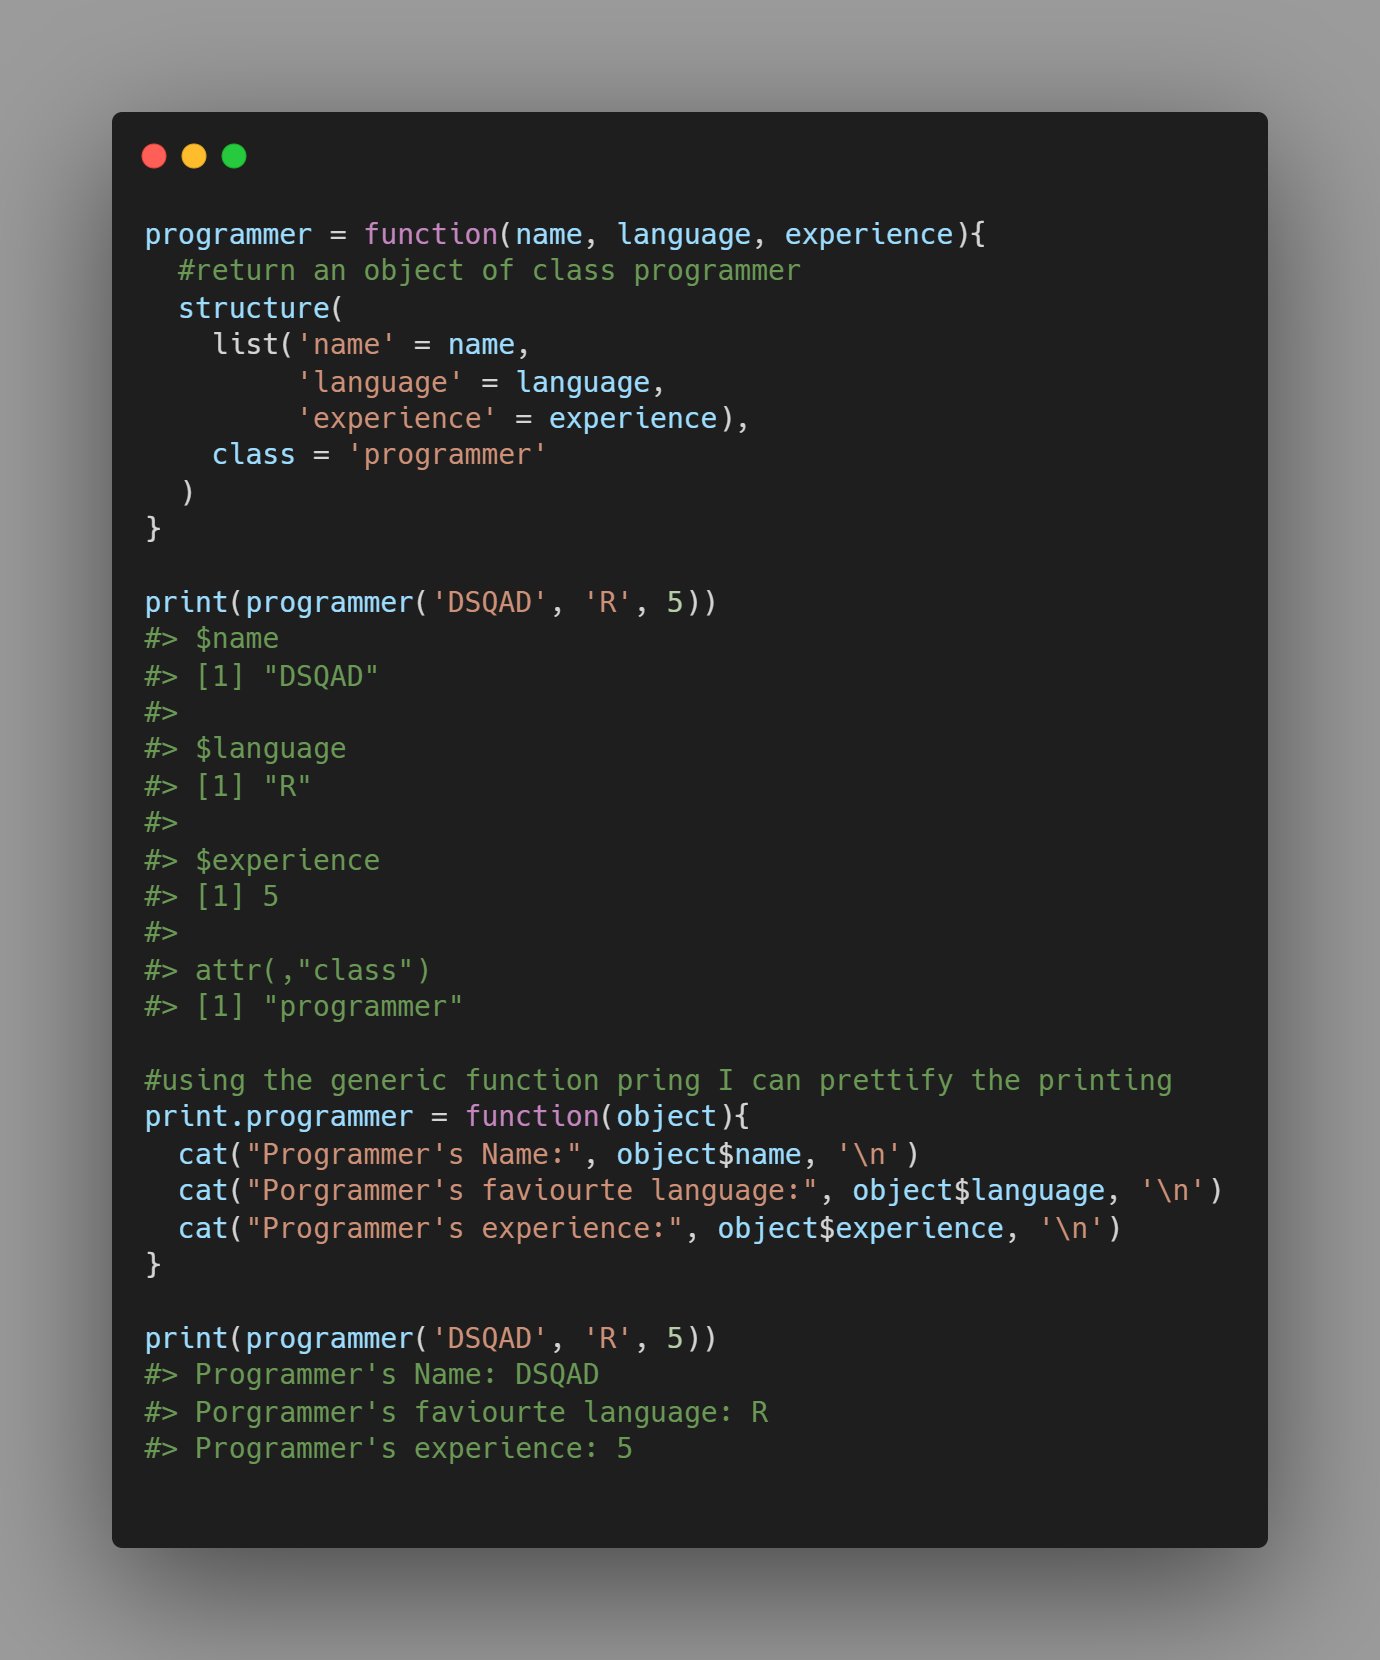 programmer = function(name, language, experience){
  #return an object of class programmer
  structure(
    list('name' = name,
         'language' = language,
         'experience' = experience),
    class = 'programmer'
  )
}

print(programmer('DSQAD', 'R', 5))
#> $name
#> [1] "DSQAD"
#>
#> $language
#> [1] "R"
#>
#> $experience
#> [1] 5
#>
#> attr(,"class")
#> [1] "programmer"

#using the generic function pring I can prettify the printing
print.programmer = function(object){
  cat("Programmer's Name:", object$name, '\n')
  cat("Porgrammer's faviourte language:", object$language, '\n')
  cat("Programmer's experience:", object$experience, '\n')
}

print(programmer('DSQAD', 'R', 5))
#> Programmer's Name: DSQAD
#> Porgrammer's faviourte language: R
#> Programmer's experience: 5